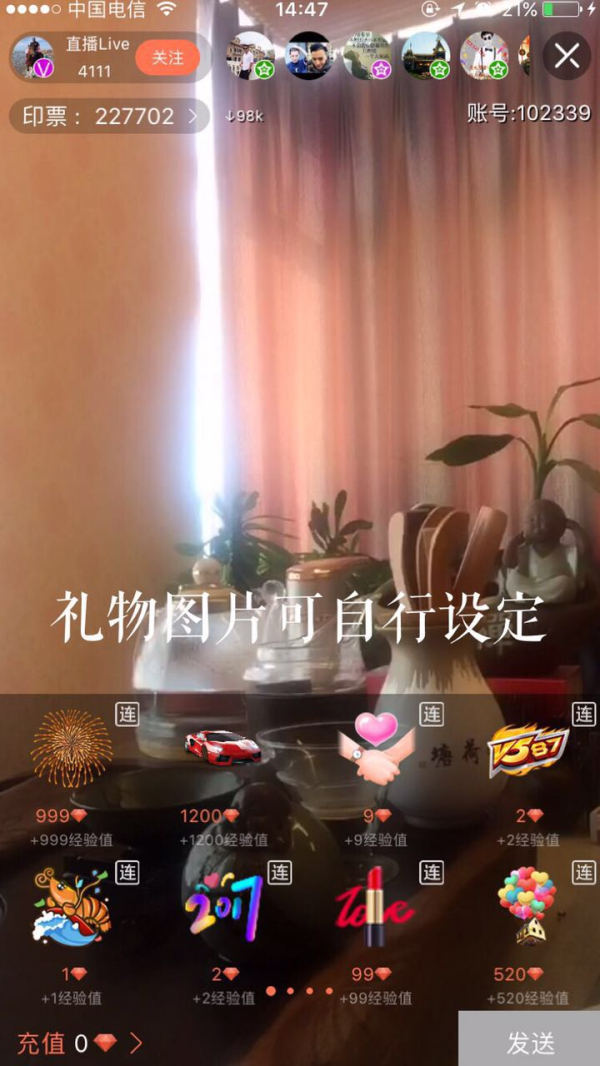 中国电信 14:47 21%
直播Live
4111
关注
印票： 227702 ↓98k 账号:102339
礼物图片可自行设定
荷塘
连 连 连
V587
999 1200 9 2
+999经验值 +1200经验值 +9经验值 +2经验值
连 连 连 连
2017
1 2 99 520
+1经验值 +2经验值 +99经验值 +520经验值
充值 0 发送